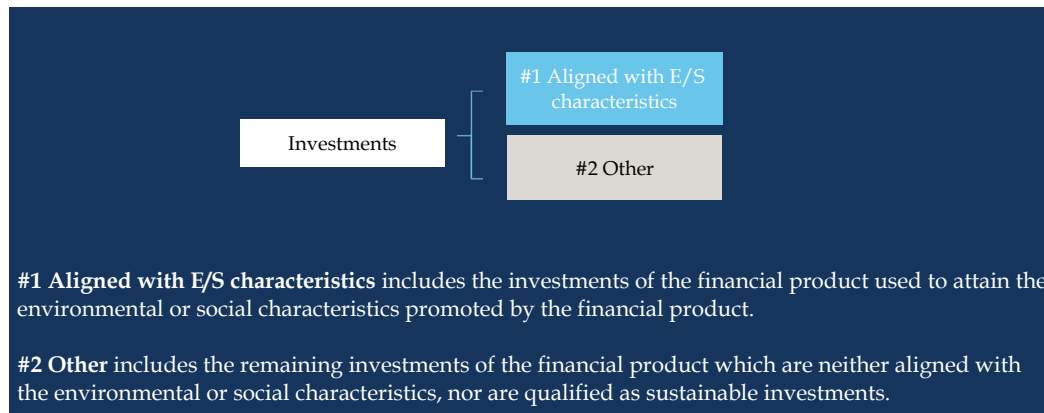 #1 Aligned with E/S
characteristics
Investments
#2 Other
#1 Aligned with E/S characteristics includes the investments of the financial product used to attain the
environmental or social characteristics promoted by the financial product.
#2 Other includes the remaining investments of the financial product which are neither aligned with
the environmental or social characteristics, nor are qualified as sustainable investments.